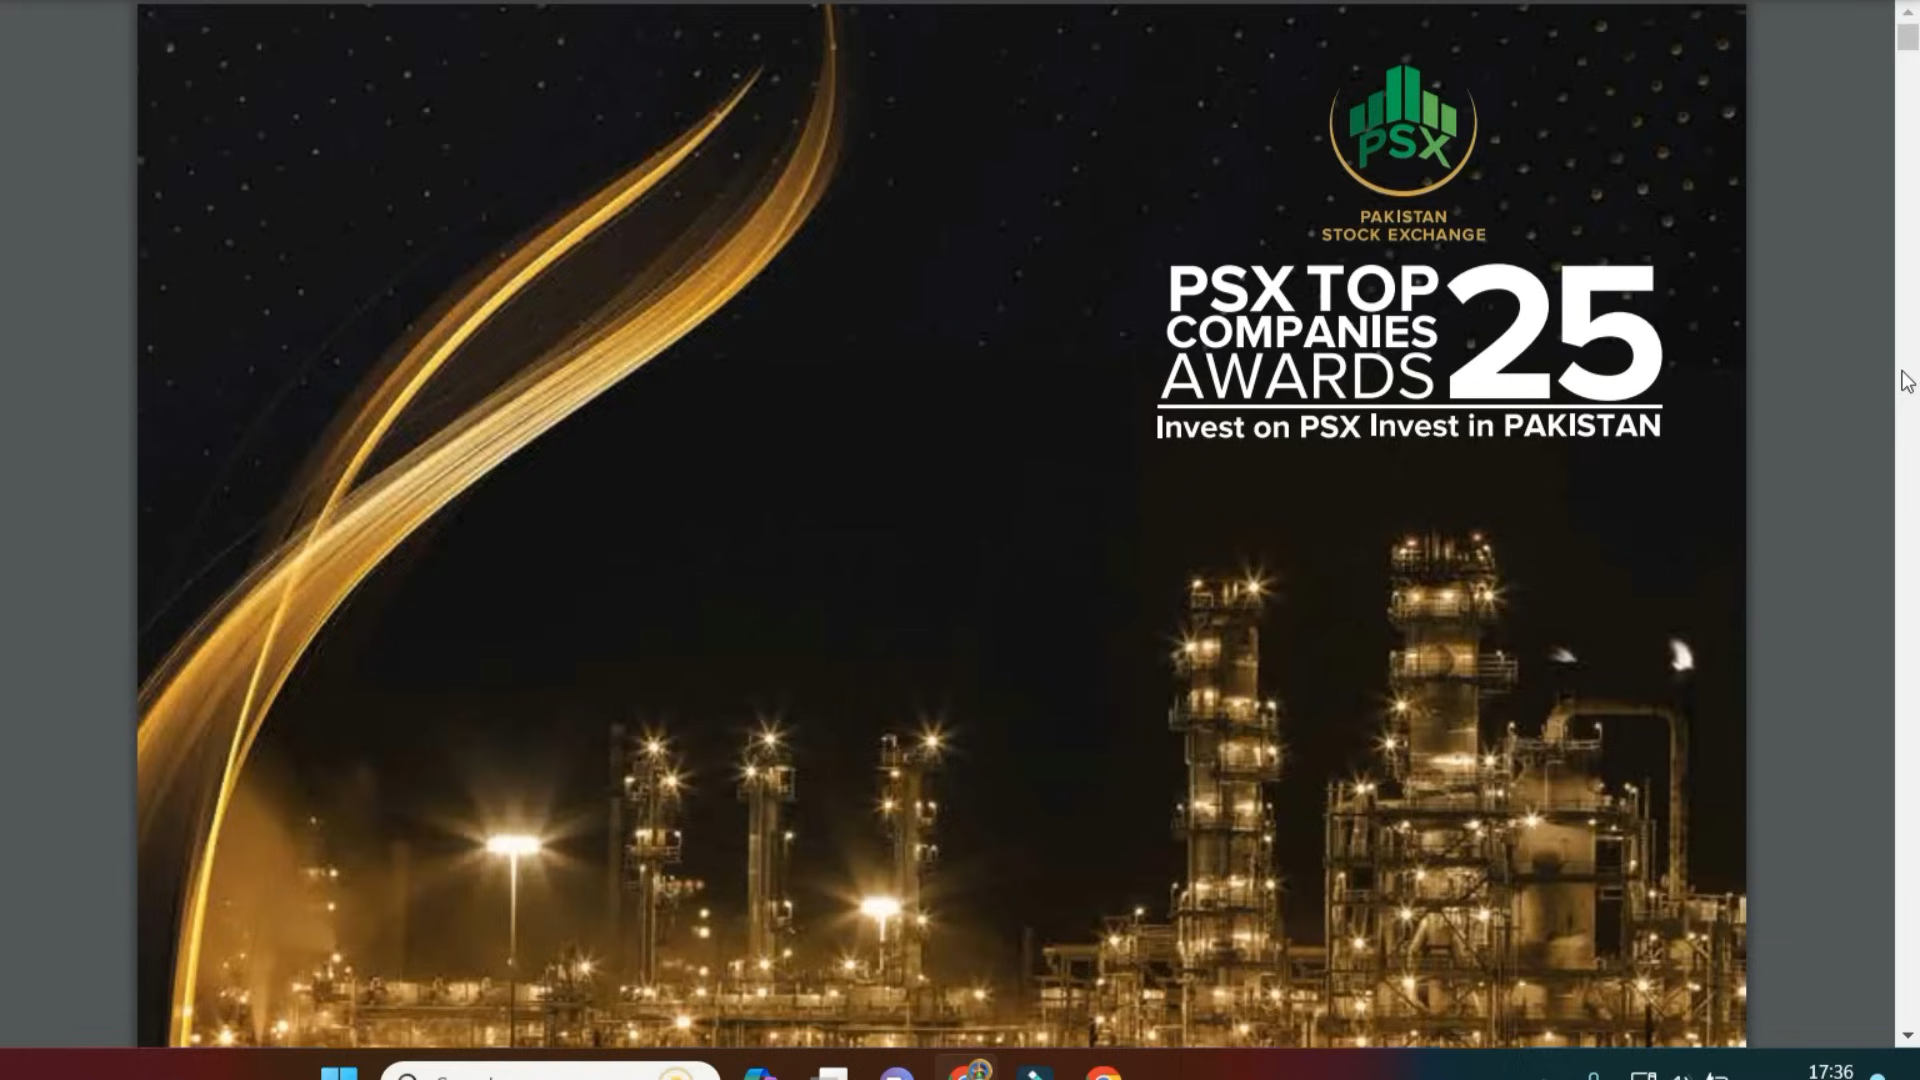 PSX
PAKISTAN
STOCK EXCHANGE
PSX TOP
COMPANIES
AWARDS
25
Invest on PSX Invest in PAKISTAN
17:36